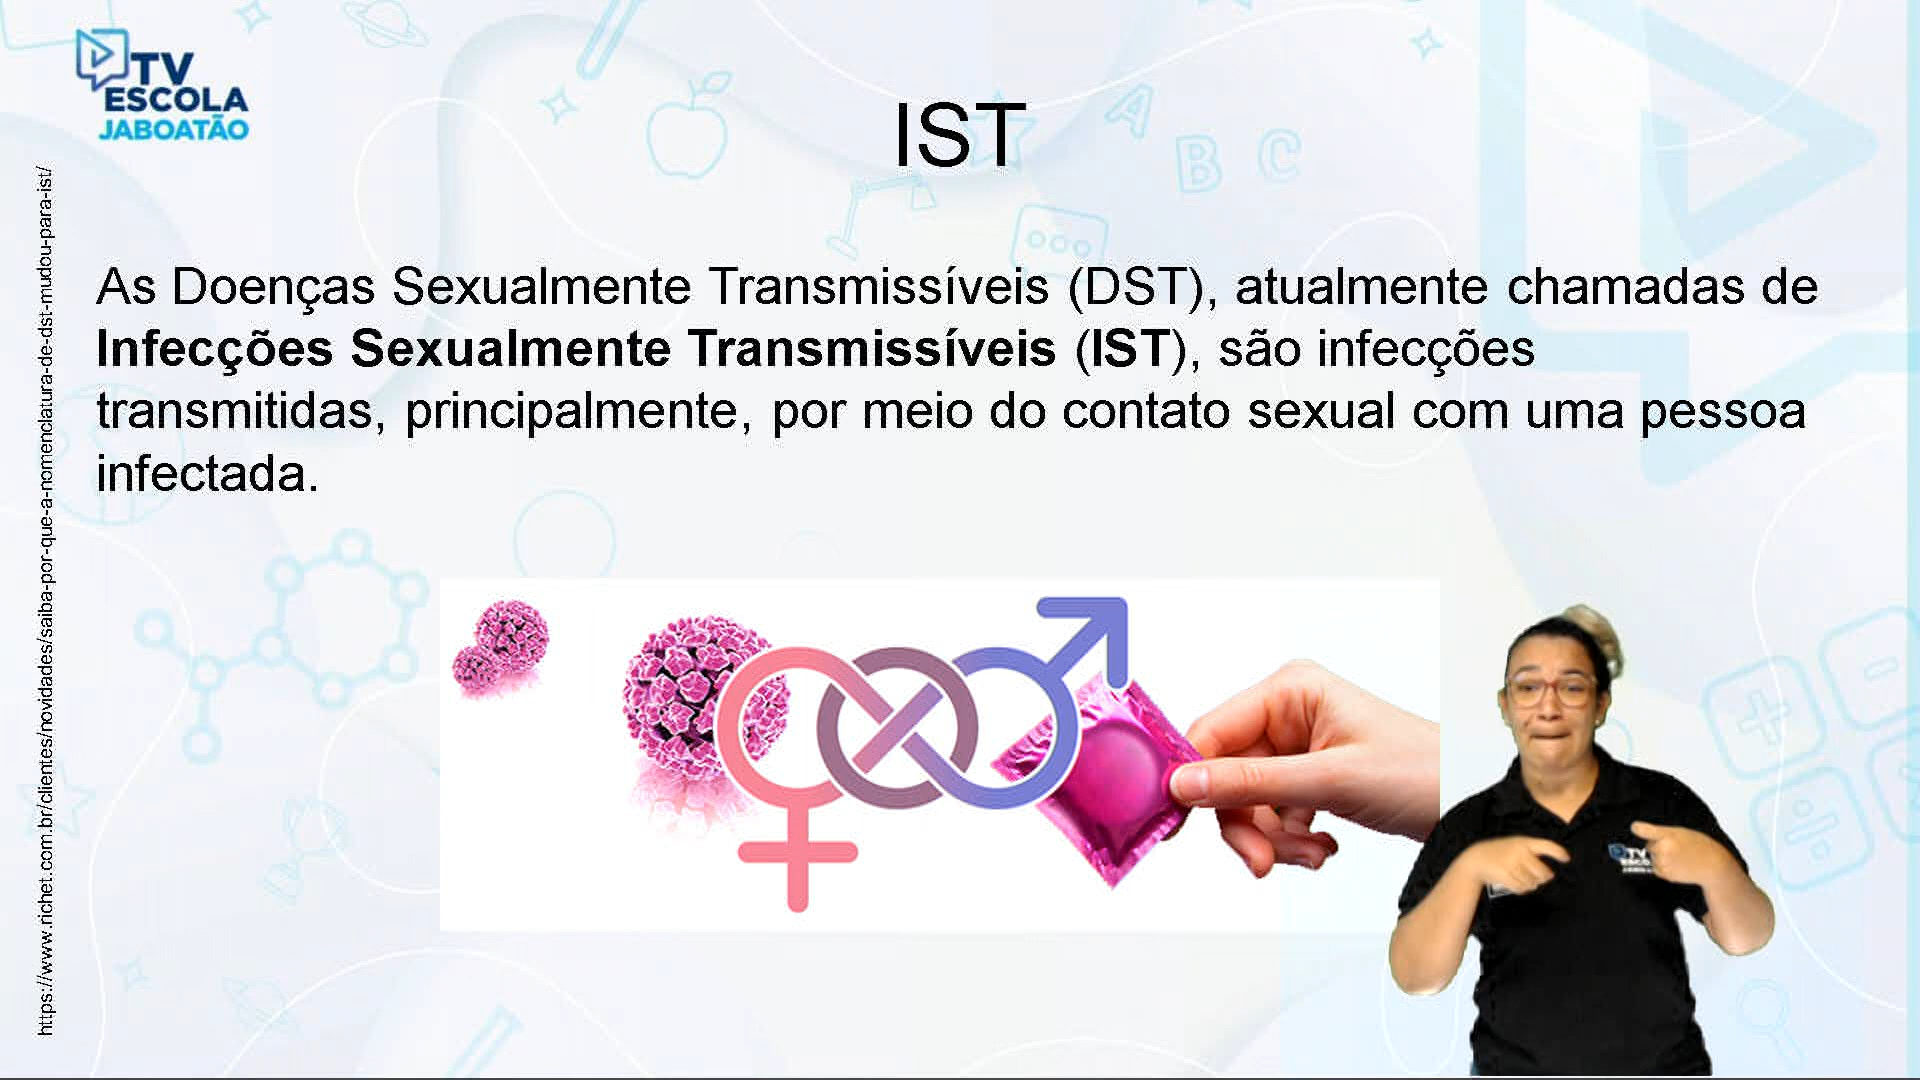 TV
ESCOLA
JABOATÃO
IST
As Doenças Sexualmente Transmissíveis (DST), atualmente chamadas de
Infecções Sexualmente Transmissíveis (IST), são infecções
transmitidas, principalmente, por meio do contato sexual com uma pessoa
infectada.
https://www.richet.com.br/clientes/novidades/saiba-por-que-a-nomenclatura-de-dst-mudou-para-ist/
A
B
C
TV